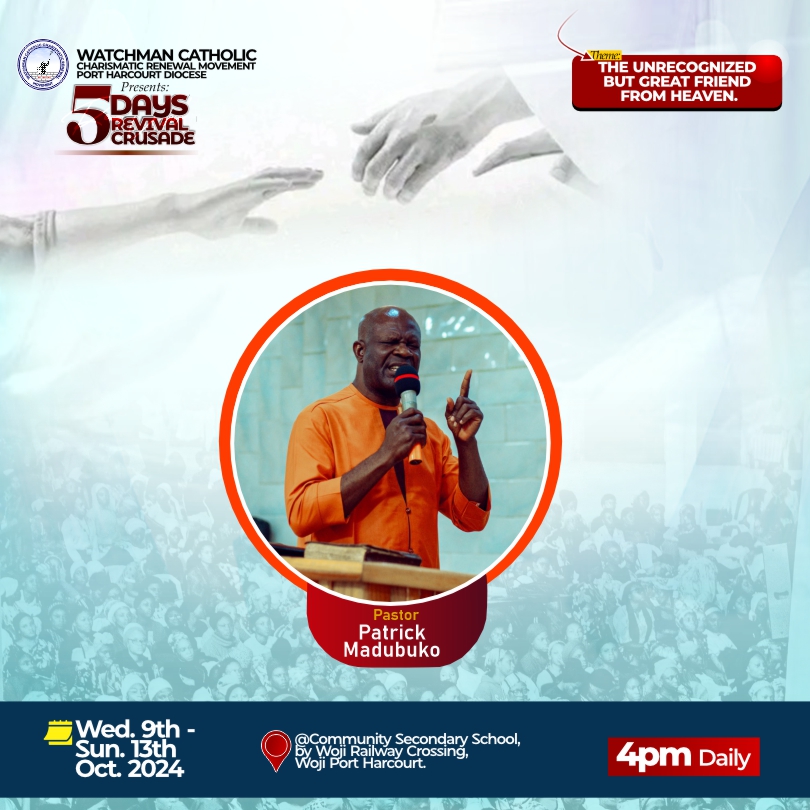 WATCHMAN CATHOLIC
CHARISMATIC RENEWAL MOVEMENT
PORT HARCOURT DIOCESE
Presents:
5 DAYS
REVIVAL
CRUSADE
Theme:
THE UNRECOGNIZED
BUT GREAT FRIEND
FROM HEAVEN.
Pastor
Patrick
Madubuko
Wed. 9th -
Sun. 13th
Oct. 2024
@Community Secondary School,
by Woji Railway Crossing,
Woji Port Harcourt.
4pm Daily